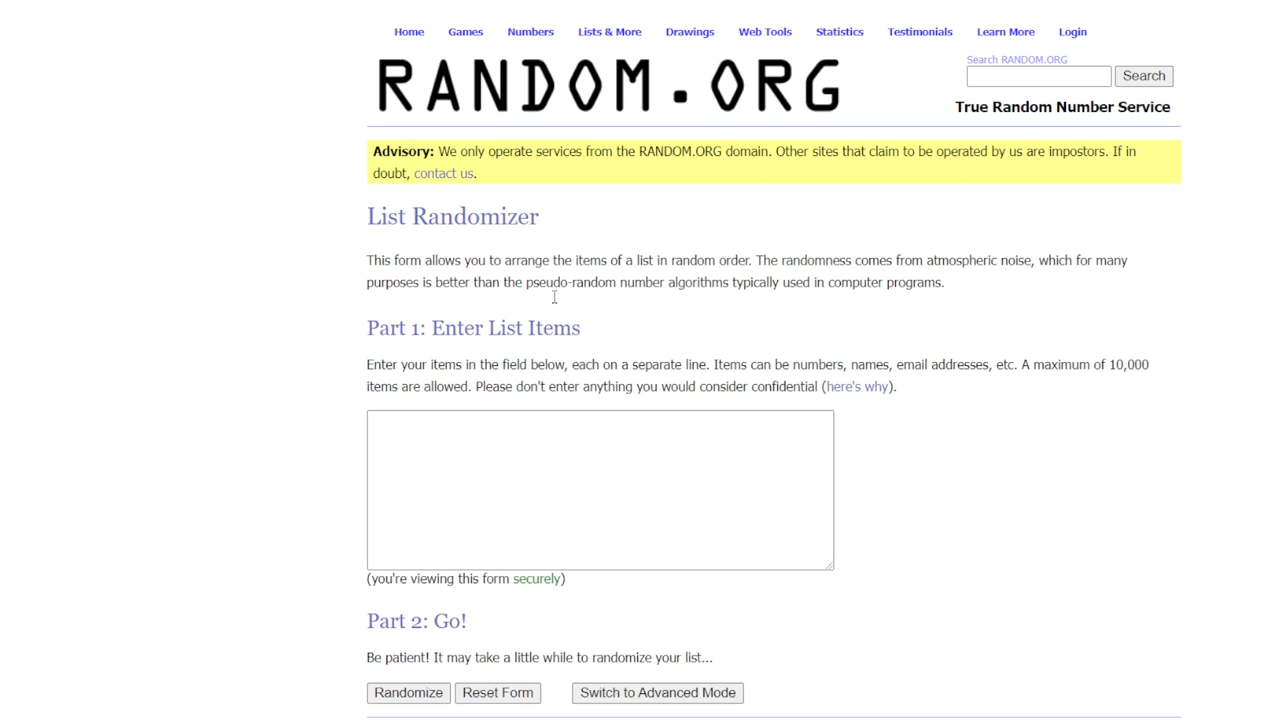 Home Games Numbers Lists & More Drawings Web Tools Statistics Testimonials Learn More Login
RANDOM.ORG
Search RANDOM.ORG
Search
True Random Number Service
Advisory: We only operate services from the RANDOM.ORG domain. Other sites that claim to be operated by us are impostors. If in
doubt, contact us.
List Randomizer
This form allows you to arrange the items of a list in random order. The randomness comes from atmospheric noise, which for many
purposes is better than the pseudo-random number algorithms typically used in computer programs.
Part 1: Enter List Items
Enter your items in the field below, each on a separate line. Items can be numbers, names, email addresses, etc. A maximum of 10,000
items are allowed. Please don't enter anything you would consider confidential (here's why).
(you're viewing this form securely)
Part 2: Go!
Be patient! It may take a little while to randomize your list...
Randomize Reset Form Switch to Advanced Mode